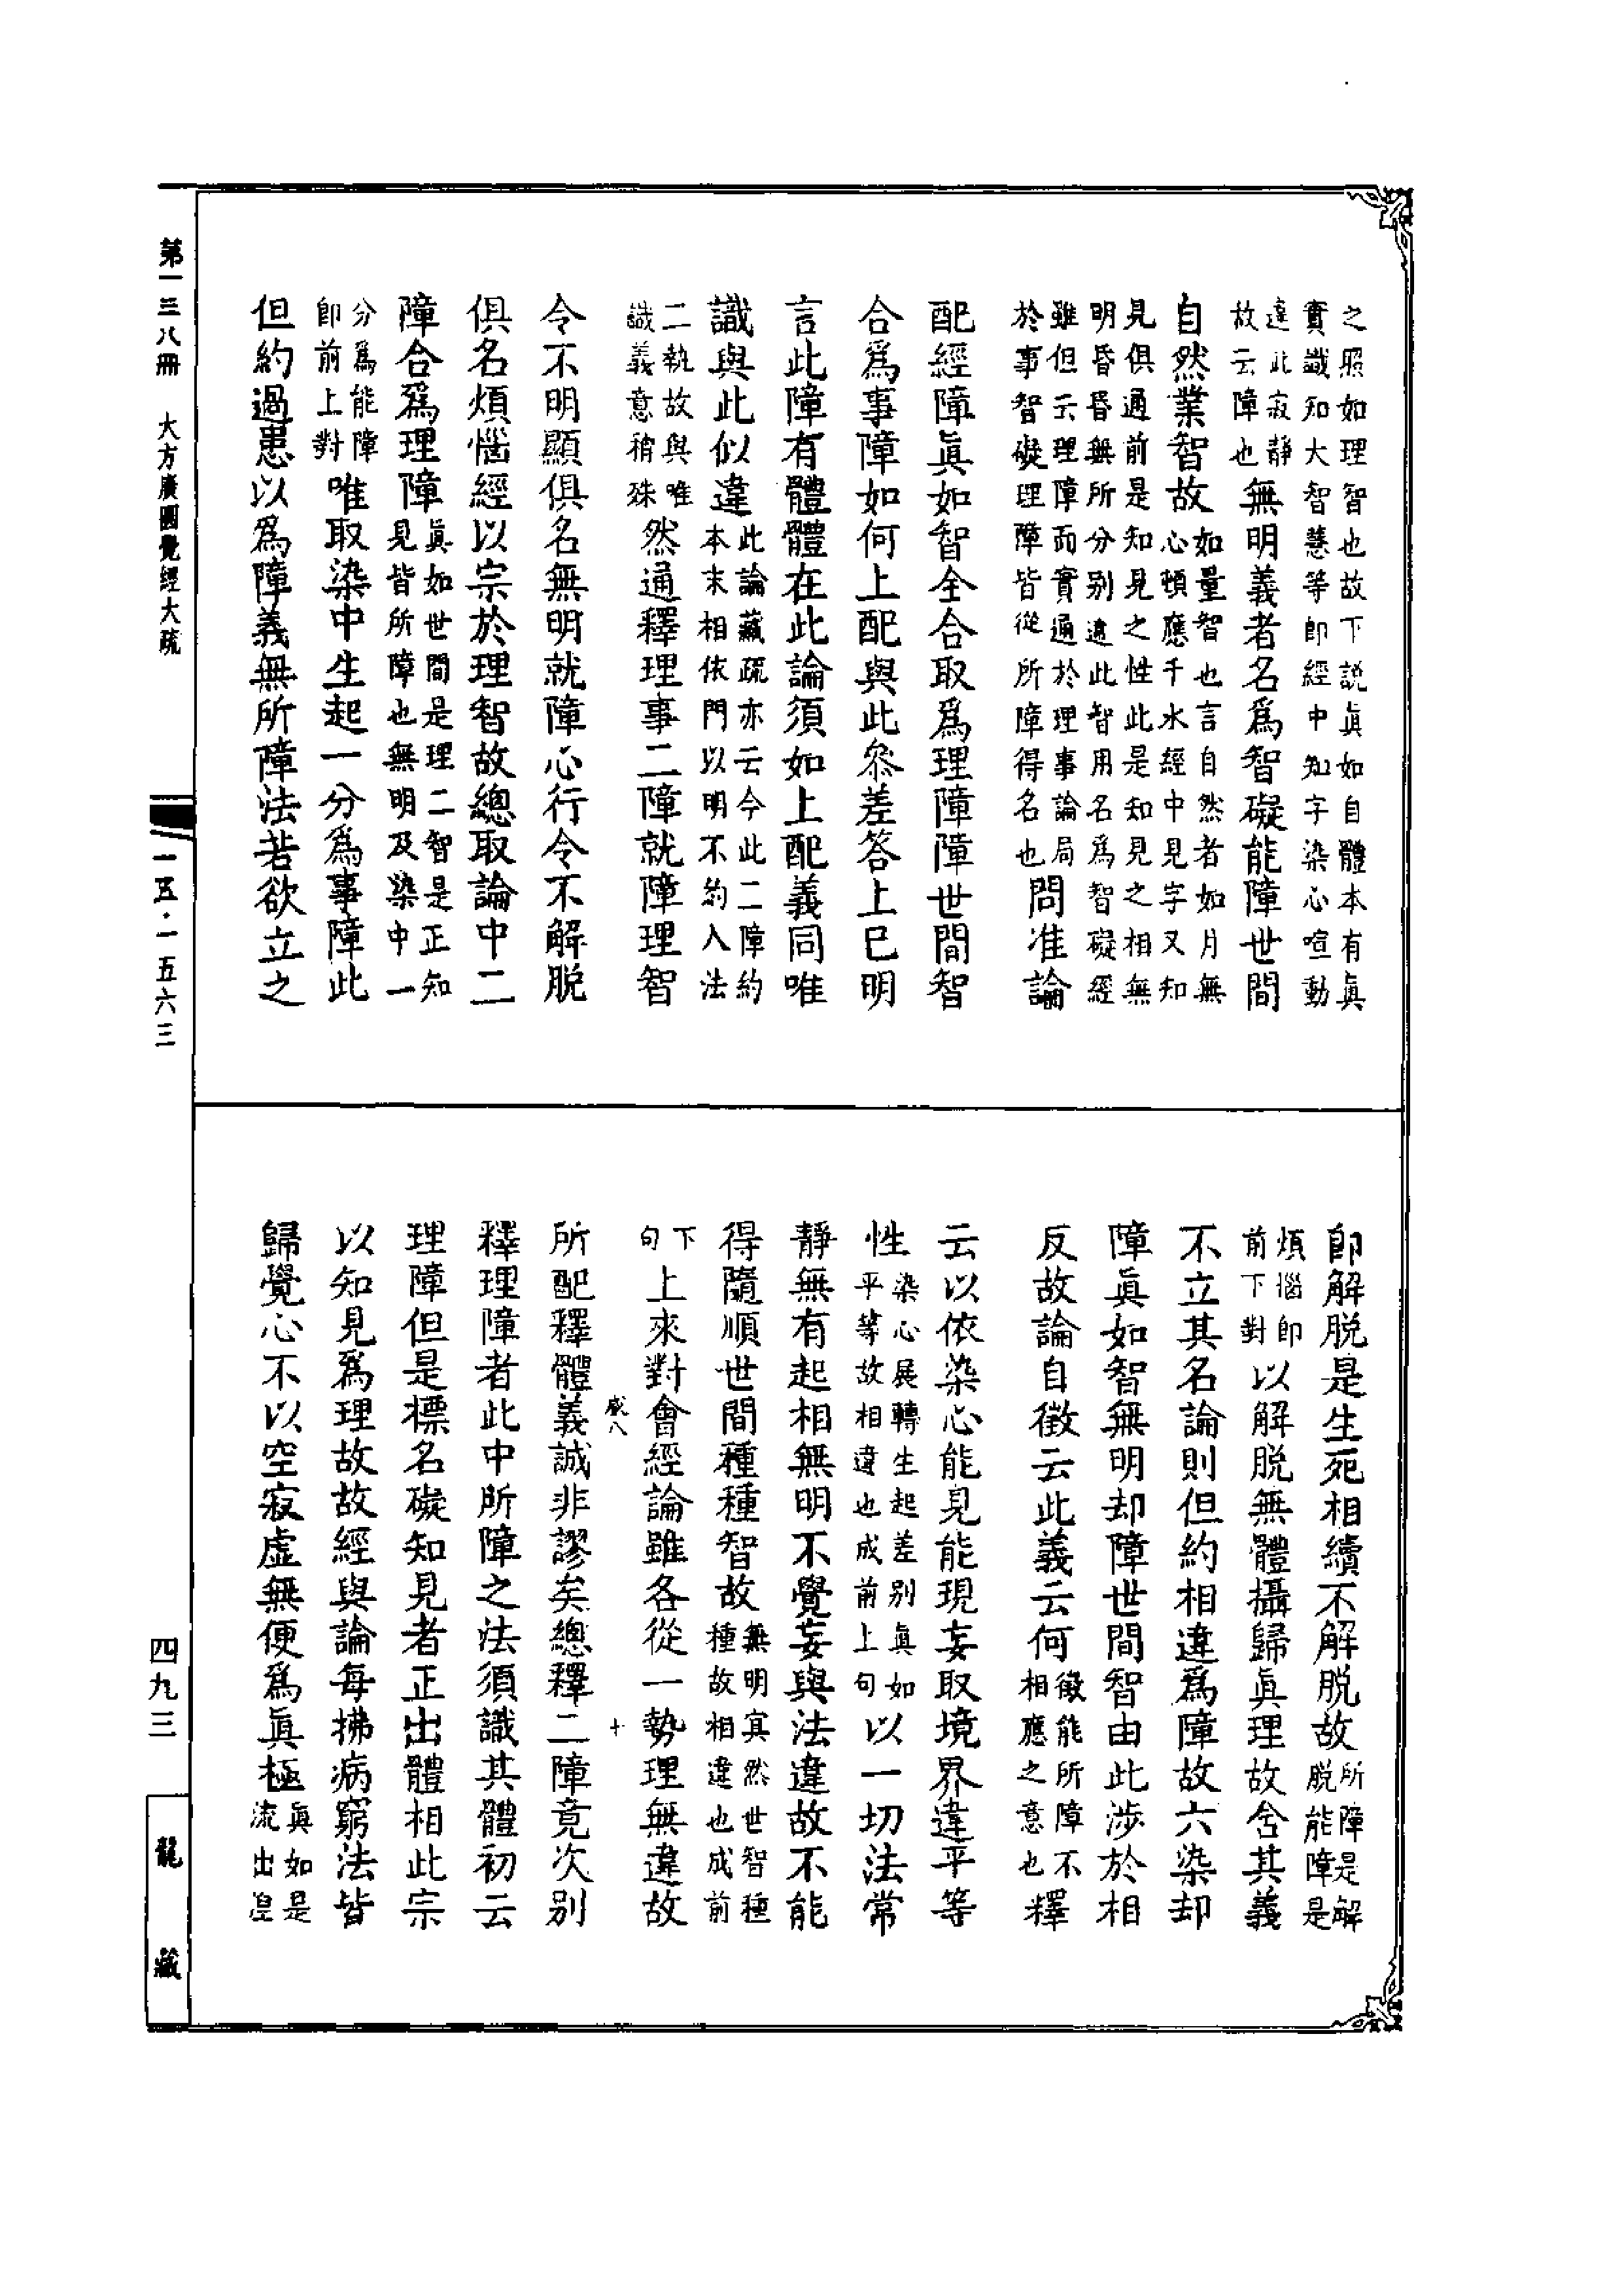 之照如理智也故下説眞如自體本有眞
實識知大智慧等即經中知字染心喧動
違此寂靜故云障也無明義者名爲智礙能障世間
自然業智故如量智也言自然者如月無心頓應千水經中見字又知
見俱通前是知見之性此是知見之相無
明昏昏無所分別違此智用名爲智礙經
雖但云理障而實通於理事論局於事智礙理障皆從所障得名也問准論
配經障眞如智全合取爲理障障世間智
合爲事障如何上配與此叅差答上已明
言此障有體體在此論須如上配義同唯
識與此似違此論藏疏亦云今此二障約本末相依門以明不約入法
二執故與唯識義意稍殊然通釋理事二障就障理智
令不明顯俱名無明就障心行令不解脱
俱名煩惱經以宗於理智故總取論中二
障合爲理障眞如世間是理二智是正知見皆所障也無明及染中一
分爲能障即前上對唯取染中生起一分爲事障此
但約過患以爲障義無所障法若欲立之
即解脱是生死相續不解脱故所障是解脱能障是
煩惱即前下對以解脱無體攝歸眞理故含其義
不立其名論則但約相違爲障故六染却
障眞如智無明却障世間智由此涉於相
反故論自徵云此義云何徵能所障不相應之意也釋
云以依染心能見能現妄取境界違平等
性染心展轉生起差别眞如平等故相違也成前上句以一切法常
靜無有起相無明不覺妄與法違故不能
得隨順世間種種智故無明冥然世智種種故相違也成前
下句上來對會經論雖各從一勢理無違故
所配釋體義誠非謬矣總釋二障竟次别
釋理障者此中所障之法須識其體初云
理障但是標名礙知見者正出體相此宗
以知見爲理故故經與論每拂病窮法皆
歸覺心不以空寂虛無便爲眞極眞如是流出湼
十
第一三八冊 大方廣圓覺經大疏
一五·一五六三
四九三
龍藏